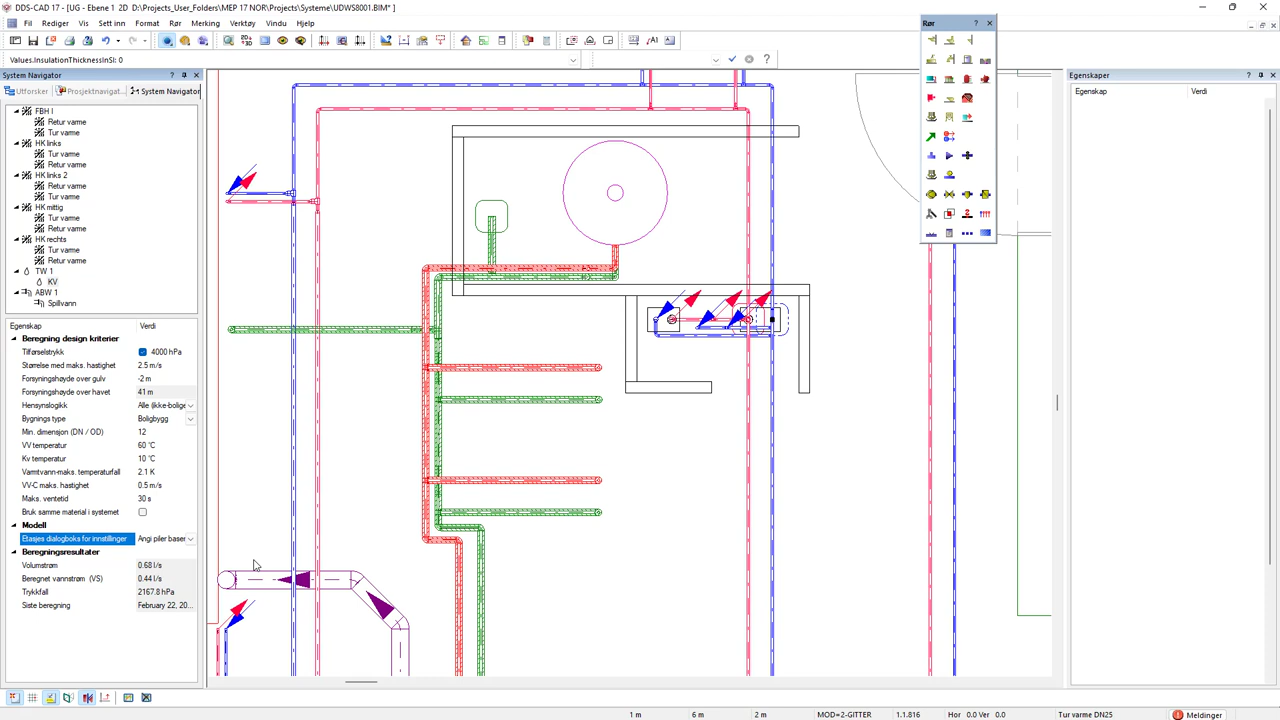 DDS-CAD 17 - [UG - Ebene 1 2D D:\Projects_User_Folders\MEP 17 NOR\Projects\Systeme\UDWS8001.BIM* ]
Fil Rediger Vis Sett inn Format Rør Merking Verktøy Vindu Hjelp
Values.InsulationThicknessInSI: 0
System Navigator
Utforsker Prosjektnavigat... System Navigator
FBH I
Retur varme
Tur varme
HK links
Tur varme
Retur varme
HK links 2
Retur varme
Tur varme
HK mittig
Tur varme
Retur varme
HK rechts
Tur varme
Retur varme
TW 1
KV
ABW 1
Spillvann
Egenskap Verdi
Beregning design kriterier
Tilførselstrykk 4000 hPa
Størrelse med maks. hastighet 2.5 m/s
Forsyningshøyde over gulv -2 m
Forsyningshøyde over havet 41 m
Hensynslogikk Alle (ikke-bolige
Bygnings type Boligbygg
Min. dimensjon (DN / OD) 12
VV temperatur 60 °C
Kv temperatur 10 °C
Varmtvann-maks. temperaturfall 2.1 K
VV-C maks. hastighet 0.5 m/s
Maks. ventetid 30 s
Bruk samme material i systemet
Modell
Etasjes dialogboks for innstillinger Angi piler baser
Beregningsresultater
Volumstrøm 0.68 l/s
Beregnet vannstrøm (VS) 0.44 l/s
Trykkfall 2167.8 hPa
Siste beregning February 22, 20...
Rør ? ×
Egenskaper
Egenskap Verdi
1 m 6 m 2 m MOD=2-GITTER 1.1.816 Hor 0.0 Ver 0.0 Tur varme DN25 Meldinger